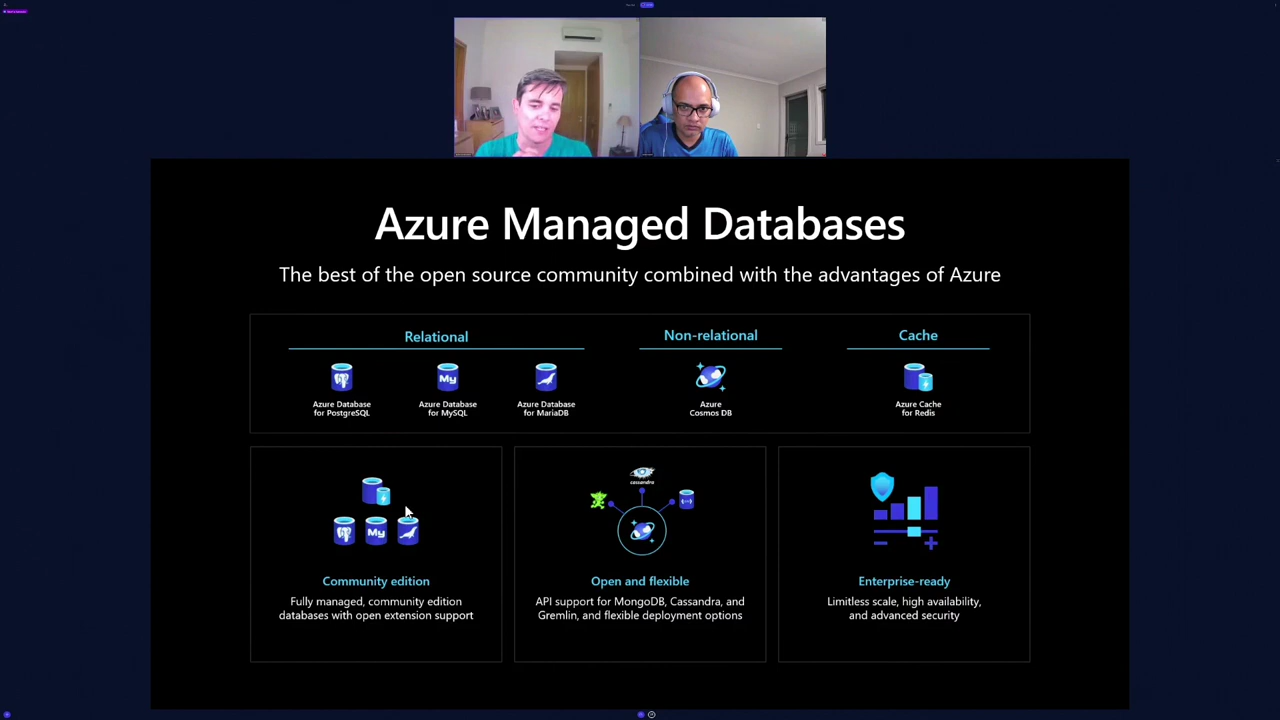 Azure Managed Databases
The best of the open source community combined with the advantages of Azure
Relational
Non-relational
Cache
My
Azure Database
for PostgreSQL
Azure Database
for MySQL
Azure Database
for MariaDB
Azure
Cosmos DB
Azure Cache
for Redis
My
cassandra
Community edition
Fully managed, community edition
databases with open extension support
Open and flexible
API support for MongoDB, Cassandra, and
Gremlin, and flexible deployment options
Enterprise-ready
Limitless scale, high availability,
and advanced security